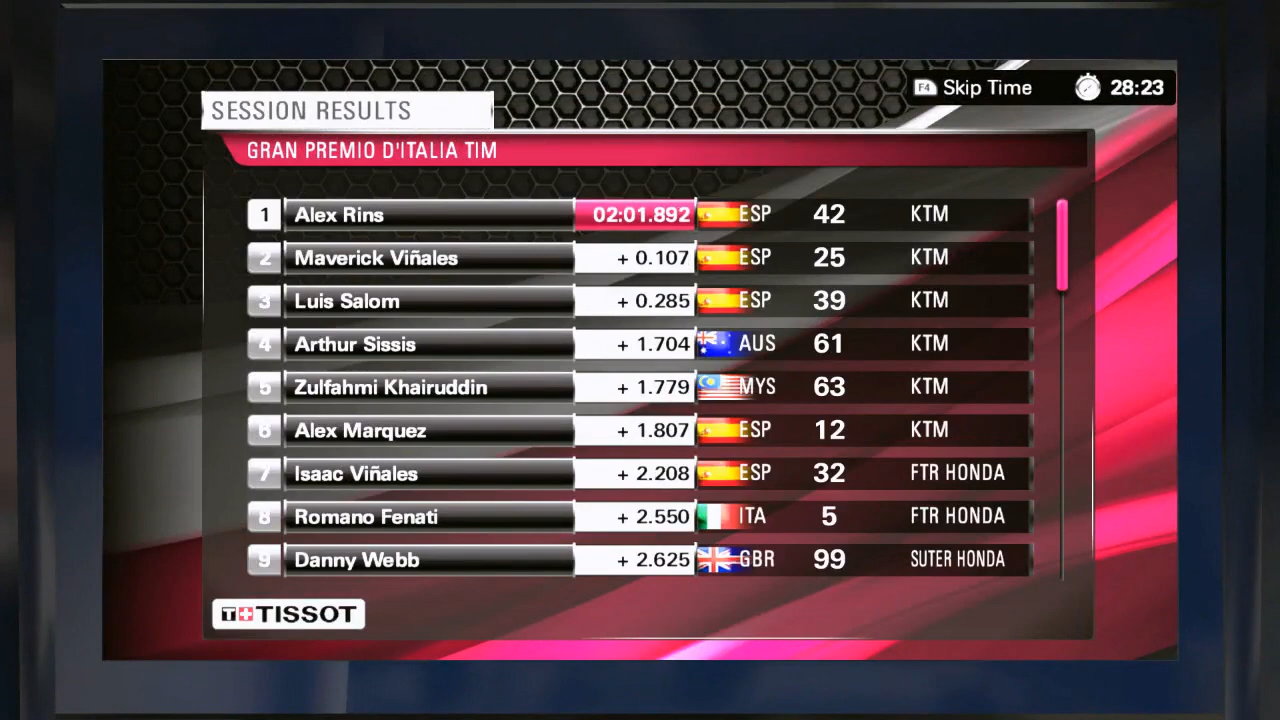 F4 Skip Time 28:23
SESSION RESULTS
GRAN PREMIO D'ITALIA TIM
1 Alex Rins 02:01.892 ESP 42 KTM
2 Maverick Viñales + 0.107 ESP 25 KTM
3 Luis Salom + 0.285 ESP 39 KTM
4 Arthur Sissis + 1.704 AUS 61 KTM
5 Zulfahmi Khairuddin + 1.779 MYS 63 KTM
6 Alex Marquez + 1.807 ESP 12 KTM
7 Isaac Viñales + 2.208 ESP 32 FTR HONDA
8 Romano Fenati + 2.550 ITA 5 FTR HONDA
9 Danny Webb + 2.625 GBR 99 SUTER HONDA
T+ TISSOT